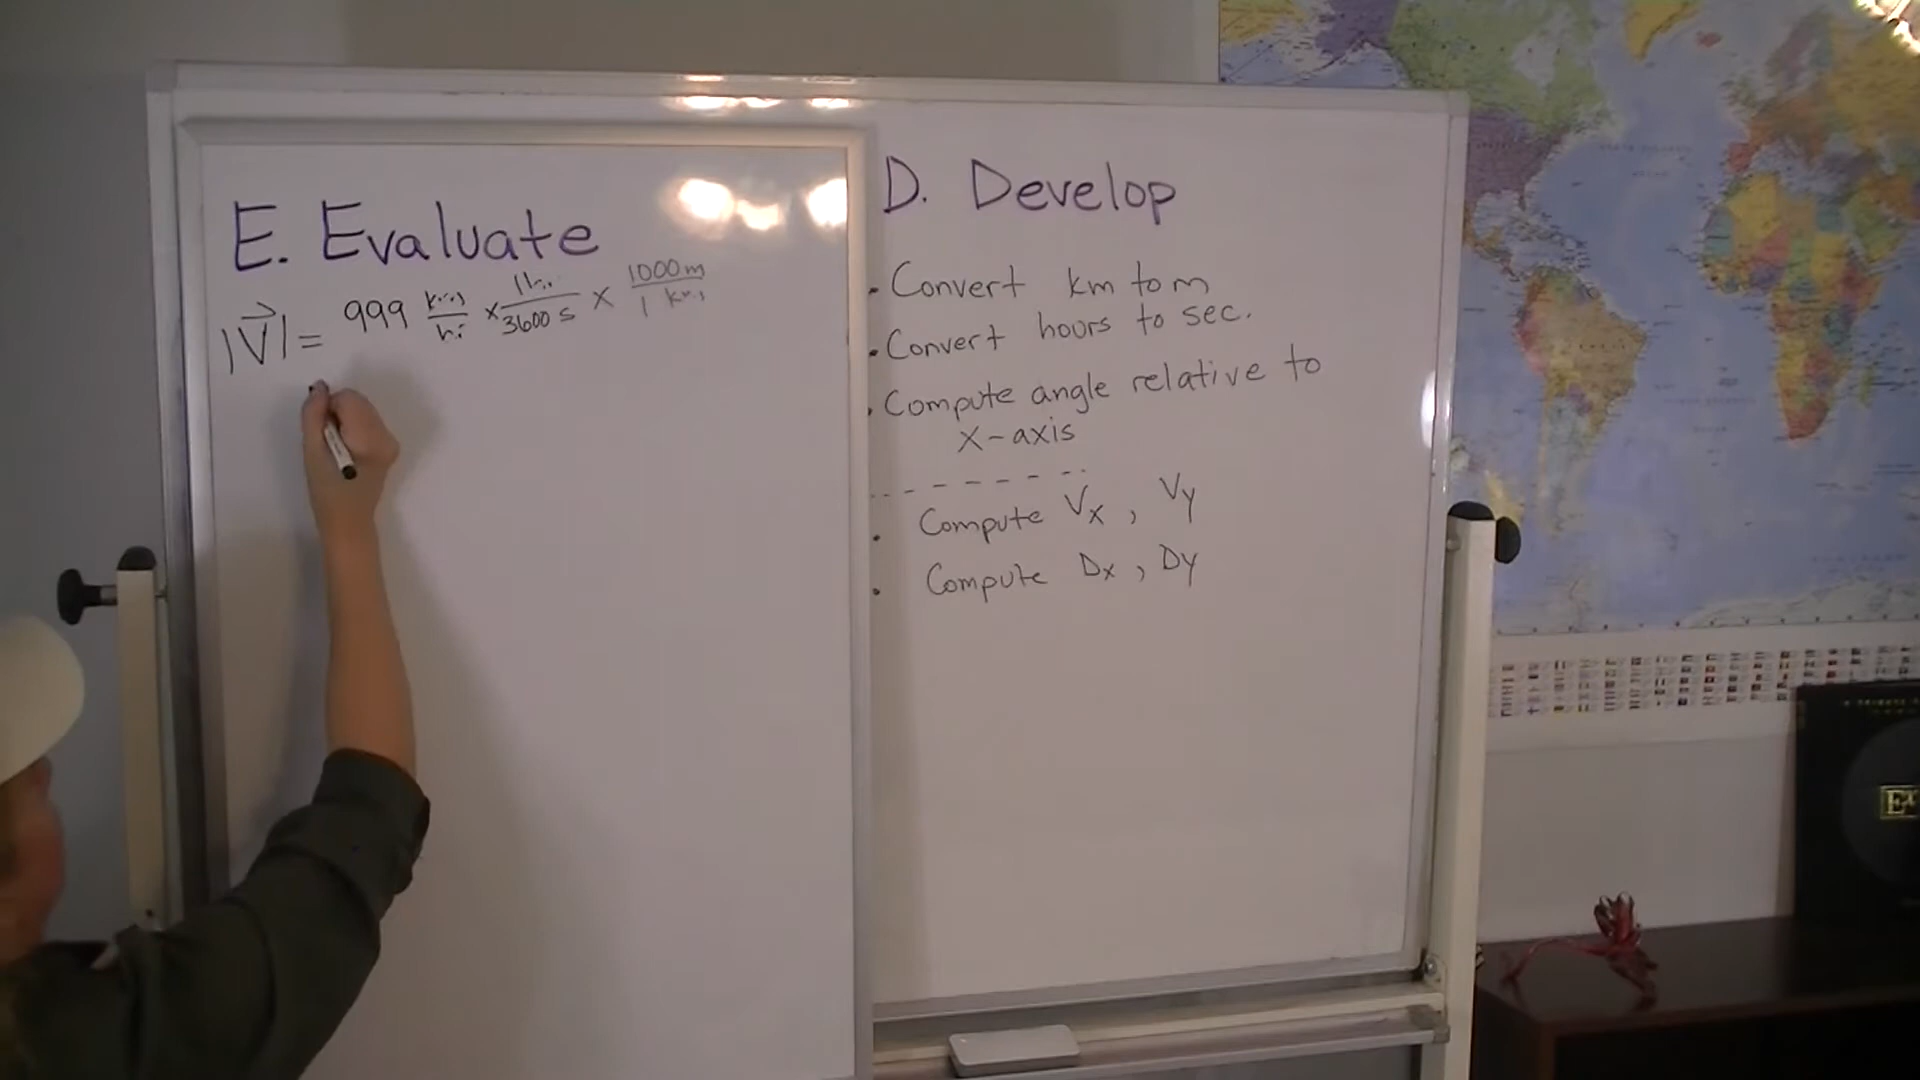 E. Evaluate
|V| = 999 km/hr × 1hr/3600 s × 1000m/1 km
D. Develop
• Convert km to m
• Convert hours to sec.
• Compute angle relative to
x-axis
• Compute Vx, Vy
• Compute Dx, Dy